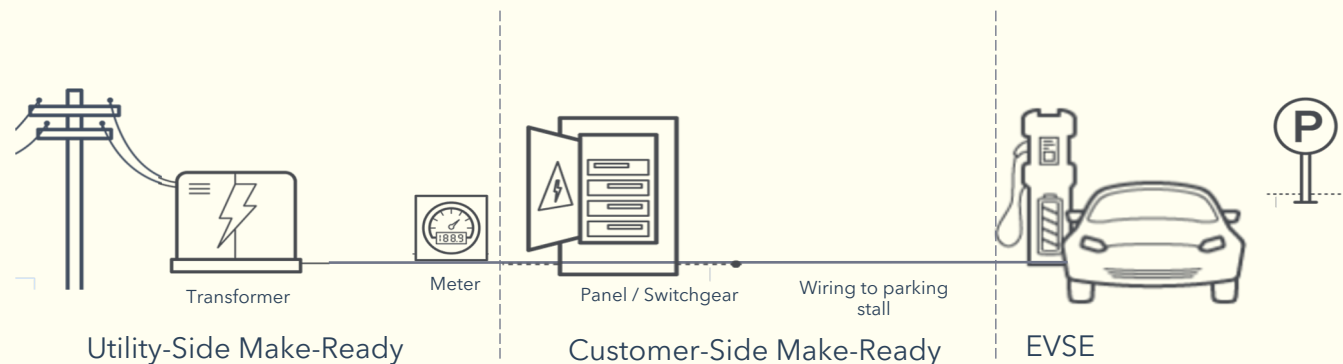 P
188.9
Transformer
Meter
Panel / Switchgear
Wiring to parking
stall
Utility-Side Make-Ready
Customer-Side Make-Ready
EVSE